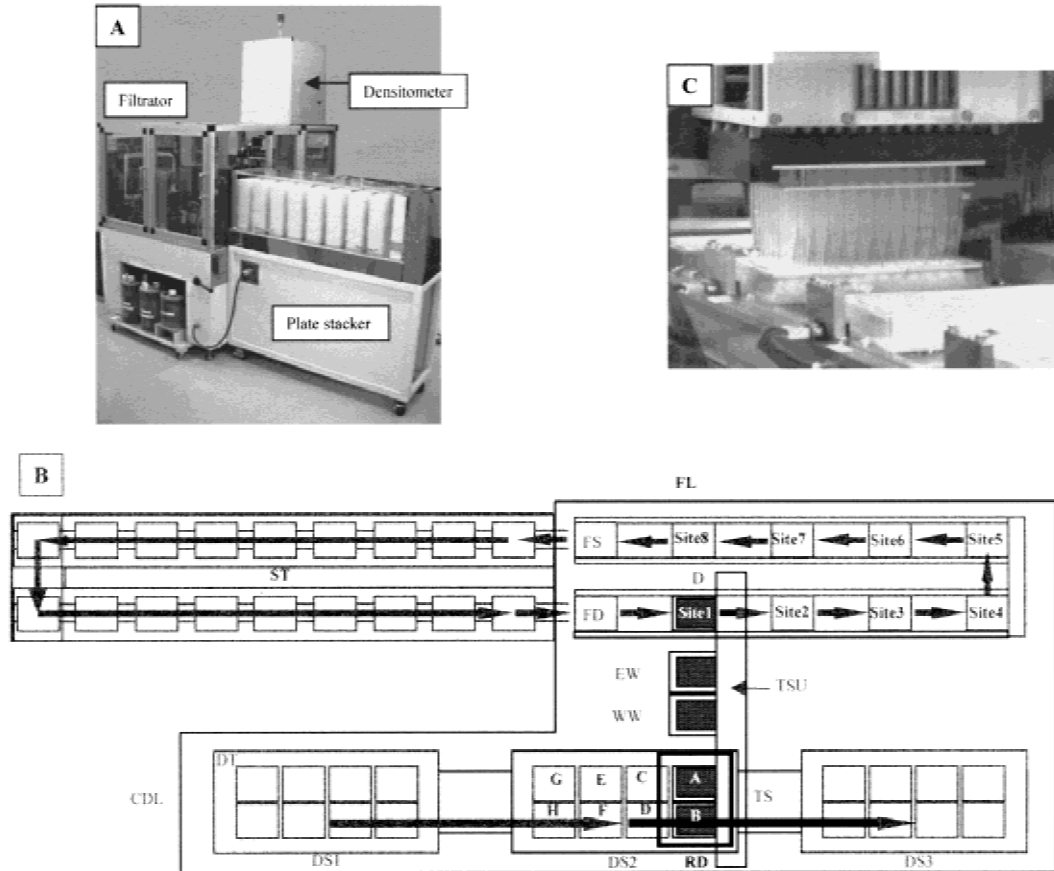 A
Filtrator
Densitometer
Plate stacker
C
B
FL
FS Site8 Site7 Site6 Site5
ST
D
FD Site1 Site2 Site3 Site4
EW
TSU
WW
DT
G E C A
CDL
TS
H F D B
DS1 DS2 RD DS3